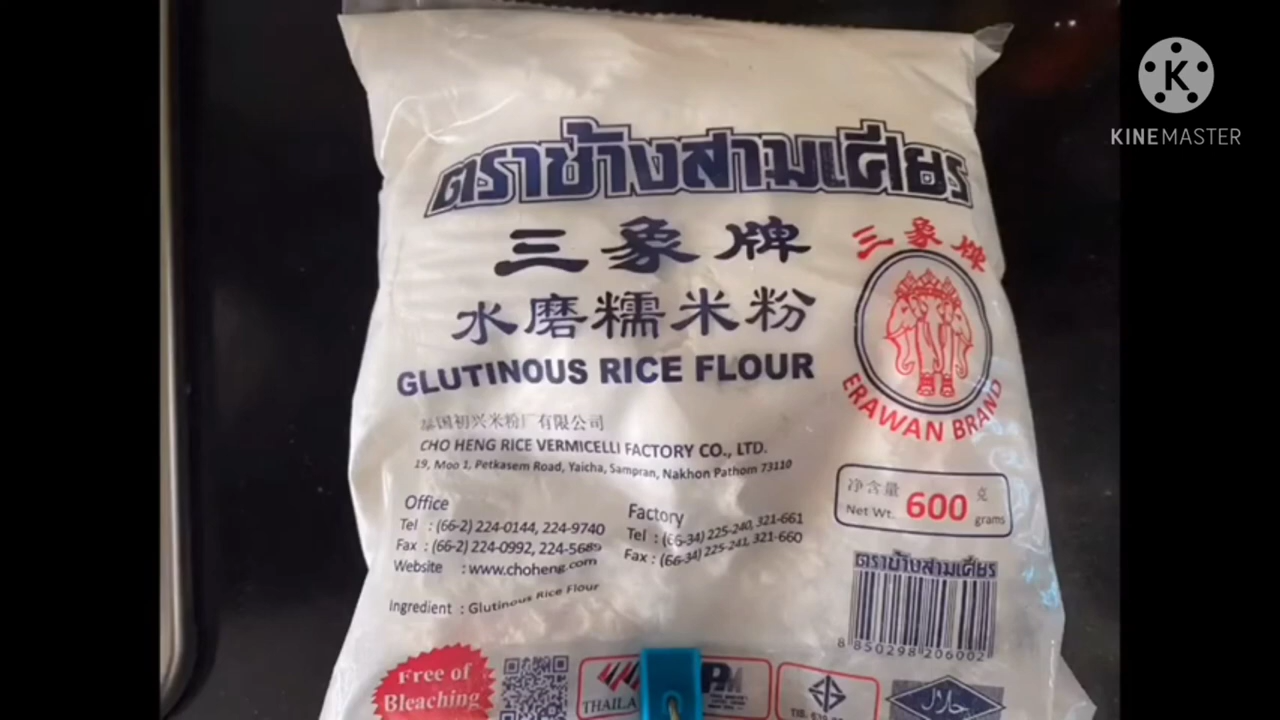 KINEMASTER
ตราช้างสามเศียร
三象牌
水磨糯米粉
GLUTINOUS RICE FLOUR
三象牌
ERAWAN BRAND
泰国初兴米粉厂有限公司
CHO HENG RICE VERMICELLI FACTORY CO., LTD.
19, Moo 1, Petkasem Road, Yaicha, Sampran, Nakhon Pathom 73110
净含量 600 克
Net Wt. grams
Office
Tel : (66-2) 224-0144, 224-9740
Fax : (66-2) 224-0992, 224-5689
Website : www.choheng.com
Factory
Tel : (66-34) 225-240, 321-661
Fax : (66-34) 225-241, 321-660
Ingredient : Glutinous Rice Flour
ตราช้างสามเศียร
8 850298 206002
Free of
Bleaching
THAILA
حلال